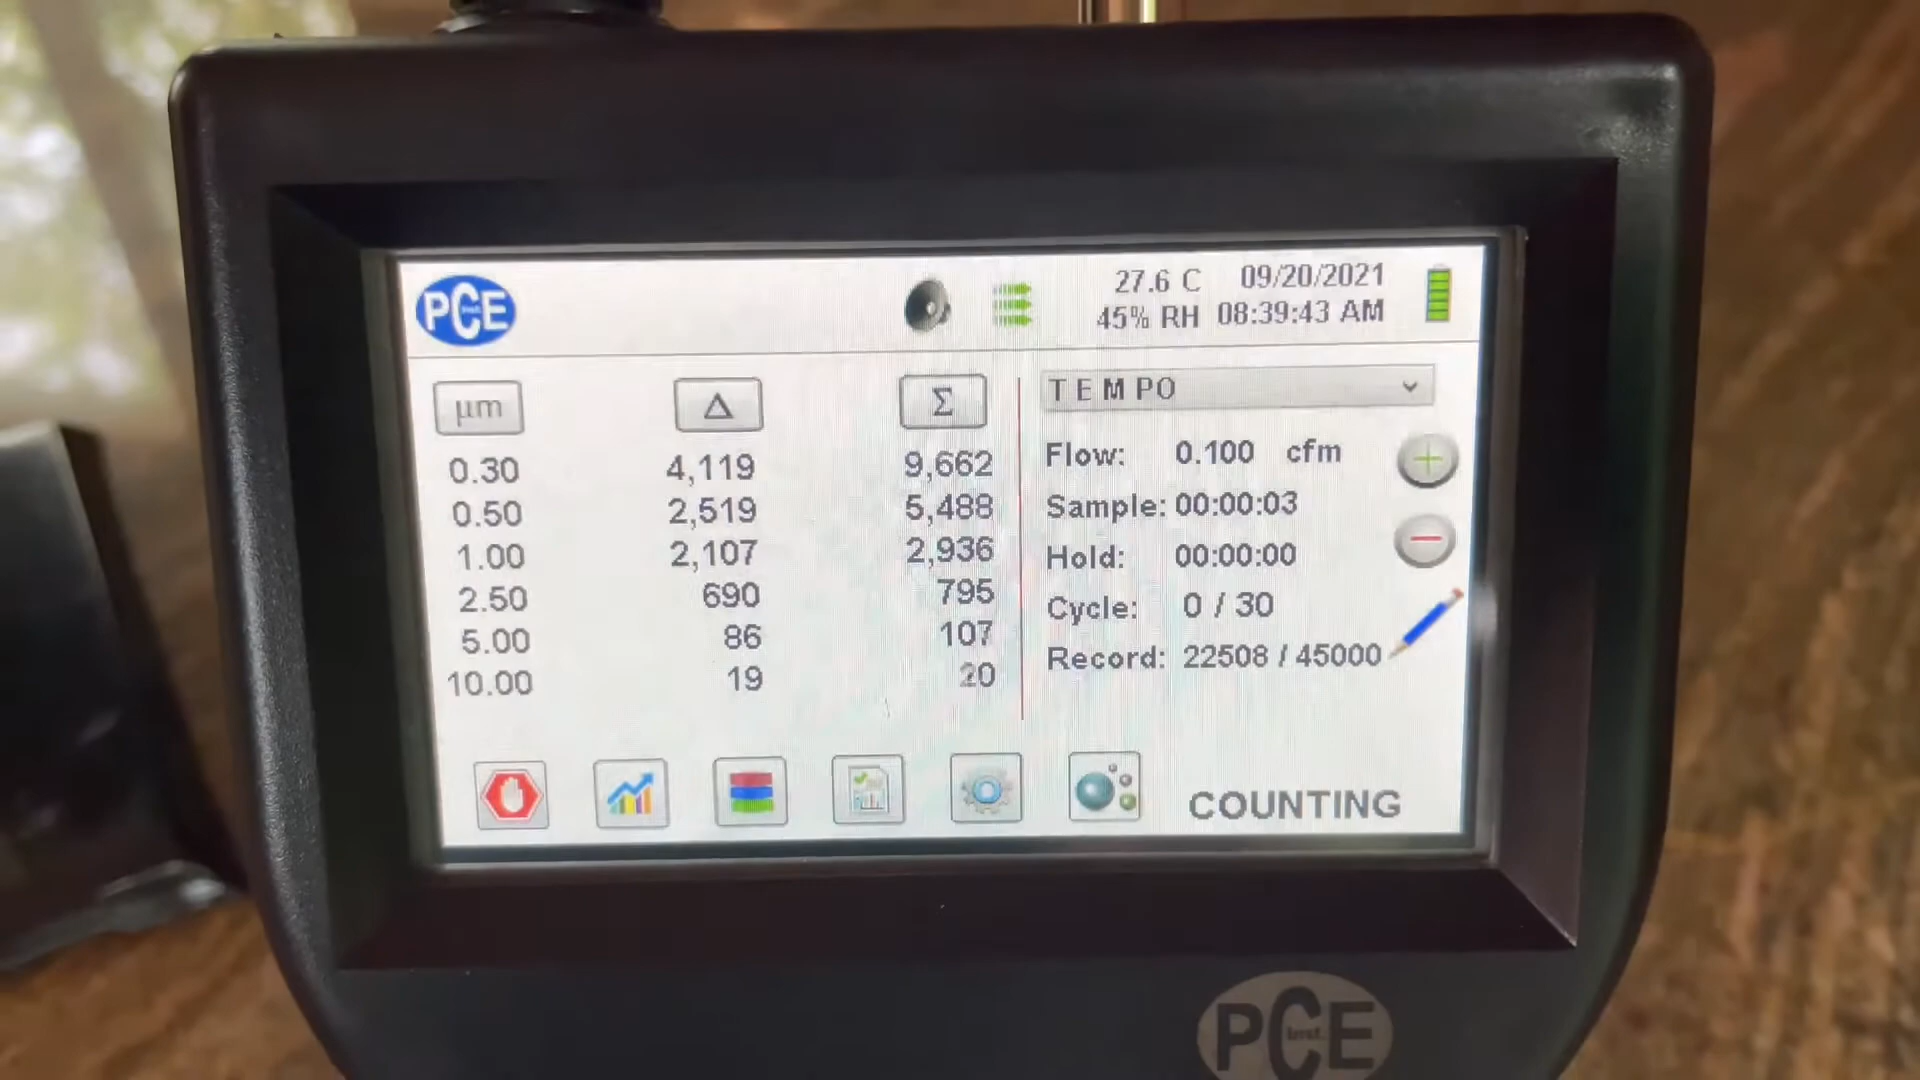 PCE
27.6 C 09/20/2021
45% RH 08:39:43 AM
µm Δ Σ
0.30 4,119 9,662
0.50 2,519 5,488
1.00 2,107 2,936
2.50 690 795
5.00 86 107
10.00 19 20
TEMPO
Flow: 0.100 cfm
Sample: 00:00:03
Hold: 00:00:00
Cycle: 0 / 30
Record: 22508 / 45000
COUNTING
PCE
Inst.